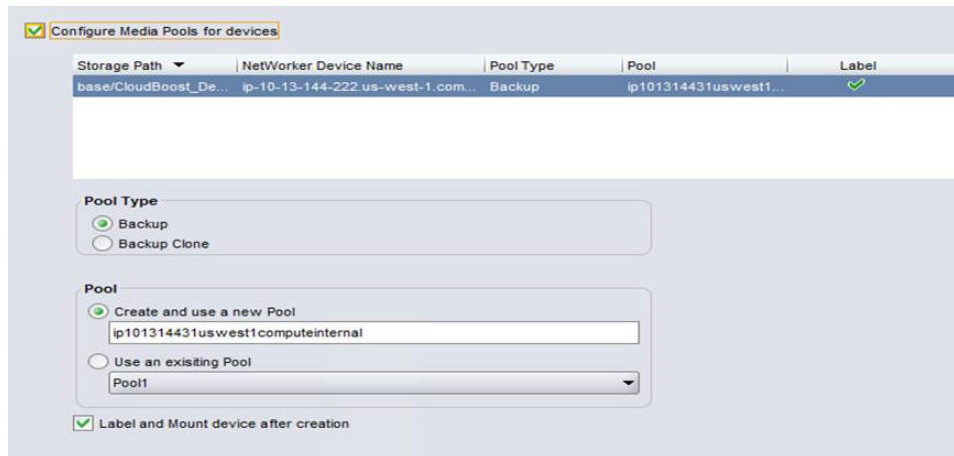 Configure Media Pools for devices
Storage Path NetWorker Device Name Pool Type Pool Label
base/CloudBoost_De... ip-10-13-144-222.us-west-1.com... Backup ip101314431uswest1...
Pool Type
Backup
Backup Clone
Pool
Create and use a new Pool
ip101314431uswest1computeinternal
Use an exisiting Pool
Pool1
Label and Mount device after creation